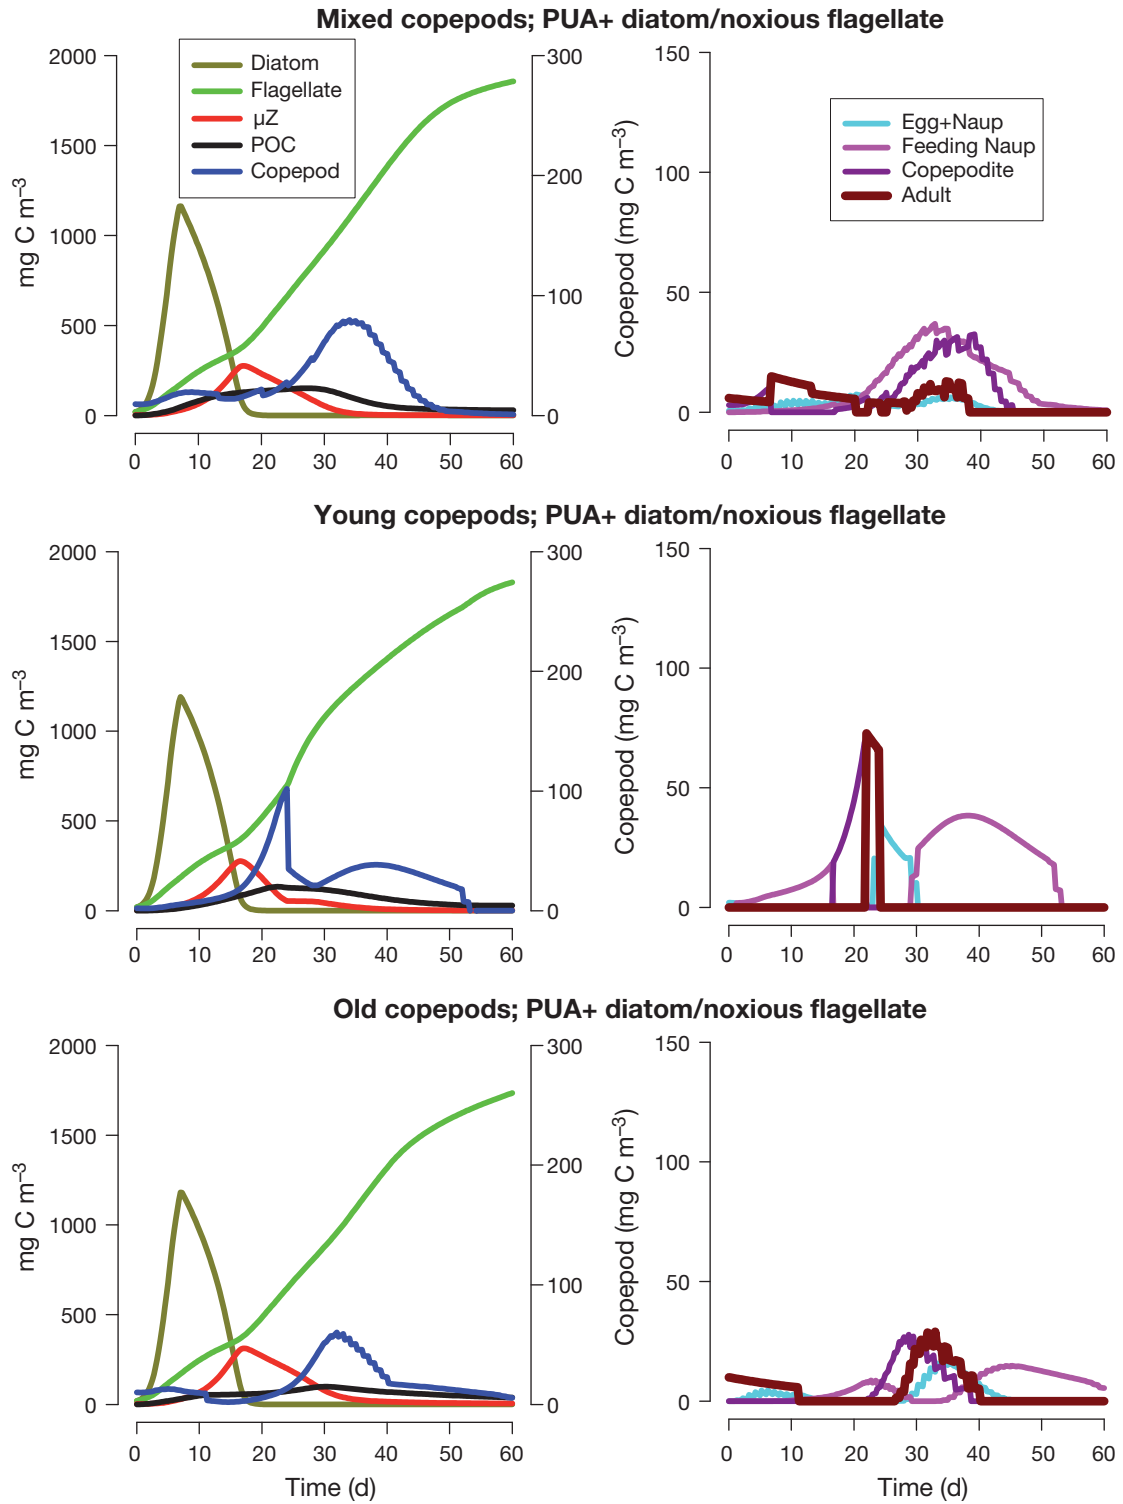 Mixed copepods; PUA+ diatom/noxious flagellate
2000
1500
1000
500
0
mg C m–3
Diatom
Flagellate
µZ
POC
Copepod
300
200
100
0
0 10 20 30 40 50 60
150
100
50
0
Copepod (mg C m–3)
Egg+Naup
Feeding Naup
Copepodite
Adult
0 10 20 30 40 50 60
Young copepods; PUA+ diatom/noxious flagellate
2000
1500
1000
500
0
mg C m–3
300
200
100
0
0 10 20 30 40 50 60
150
100
50
0
Copepod (mg C m–3)
0 10 20 30 40 50 60
Old copepods; PUA+ diatom/noxious flagellate
2000
1500
1000
500
0
mg C m–3
300
200
100
0
0 10 20 30 40 50 60
Time (d)
150
100
50
0
Copepod (mg C m–3)
0 10 20 30 40 50 60
Time (d)